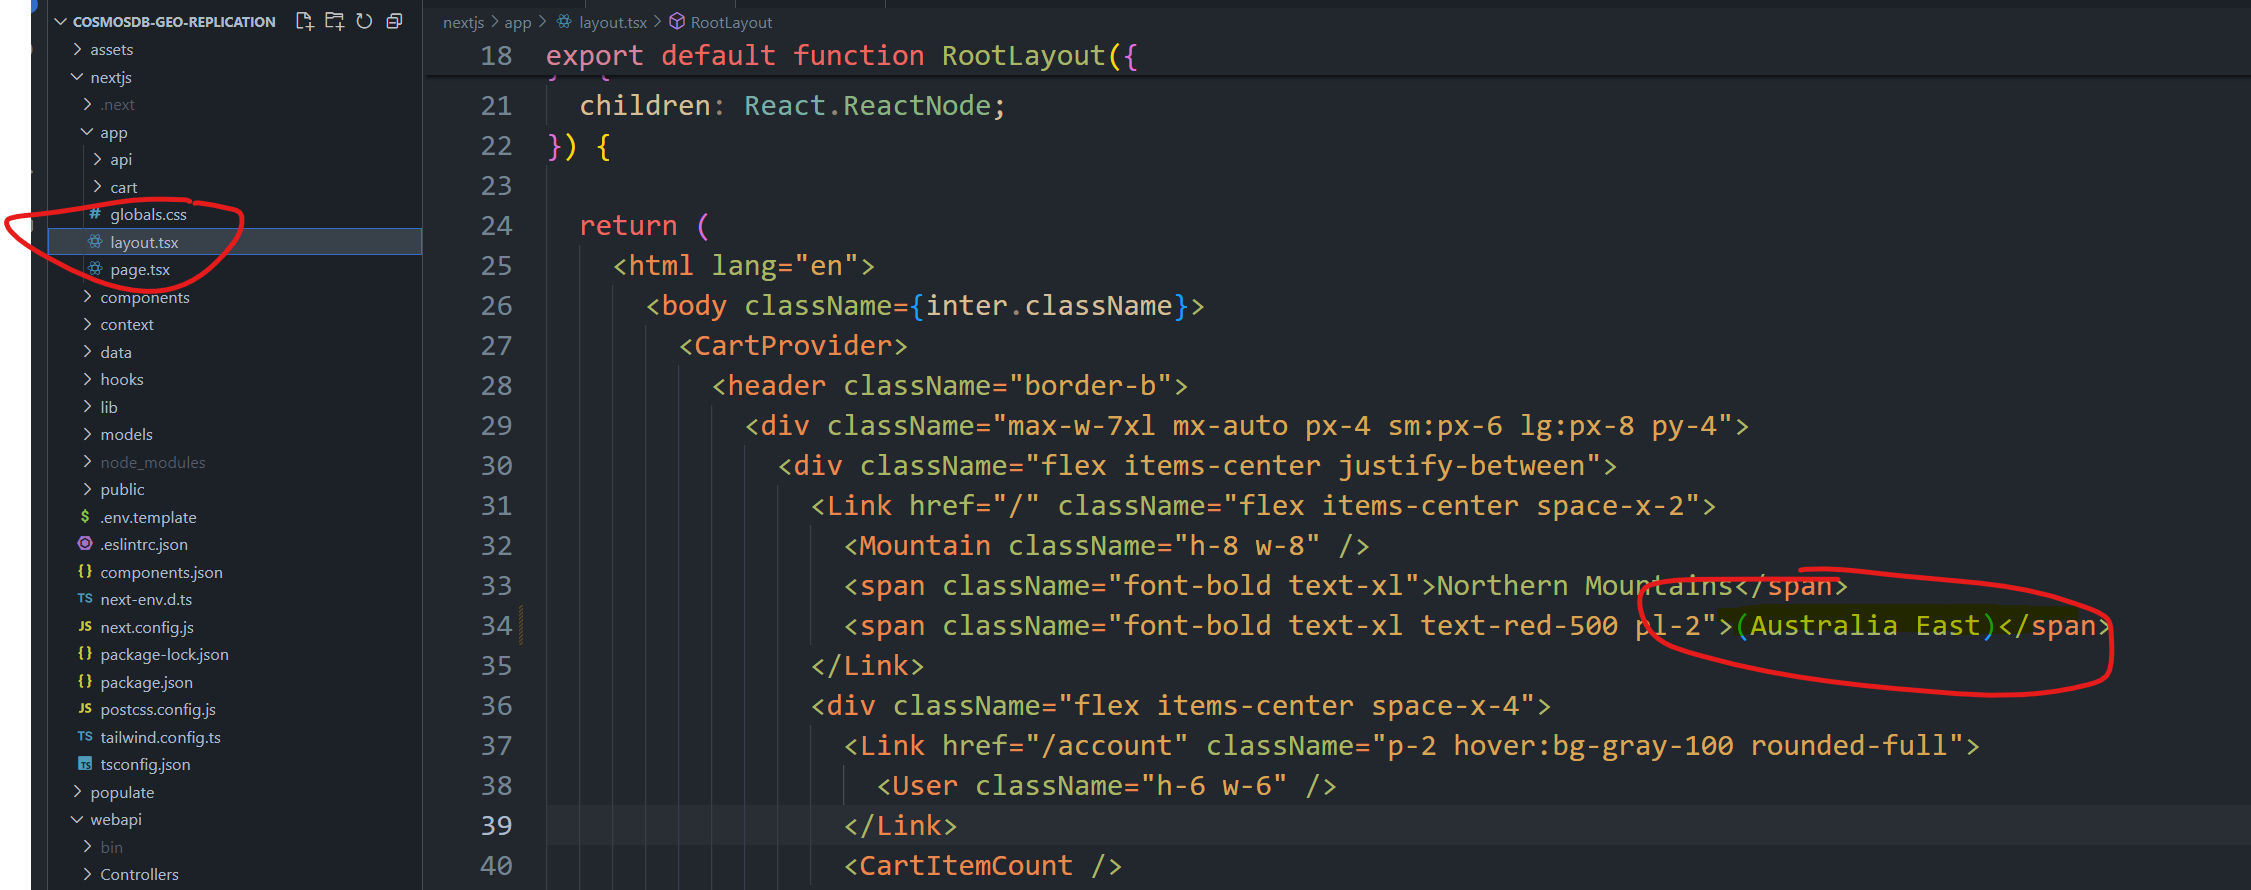 COSMOSDB-GEO-REPLICATION
assets
nextjs
.next
app
api
cart
globals.css
layout.tsx
page.tsx
components
context
data
hooks
lib
models
node_modules
public
.env.template
.eslintrc.json
components.json
next-env.d.ts
next.config.js
package-lock.json
package.json
postcss.config.js
tailwind.config.ts
tsconfig.json
populate
webapi
bin
Controllers
nextjs > app > layout.tsx > RootLayout
18 export default function RootLayout({
21 children: React.ReactNode;
22 }) {
23
24 return (
25 <html lang="en">
26 <body className={inter.className}>
27 <CartProvider>
28 <header className="border-b">
29 <div className="max-w-7xl mx-auto px-4 sm:px-6 lg:px-8 py-4">
30 <div className="flex items-center justify-between">
31 <Link href="/" className="flex items-center space-x-2">
32 <Mountain className="h-8 w-8" />
33 <span className="font-bold text-xl">Northern Mountains</span>
34 <span className="font-bold text-xl text-red-500 pl-2">(Australia East)</span>
35 </Link>
36 <div className="flex items-center space-x-4">
37 <Link href="/account" className="p-2 hover:bg-gray-100 rounded-full">
38 <User className="h-6 w-6" />
39 </Link>
40 <CartItemCount />